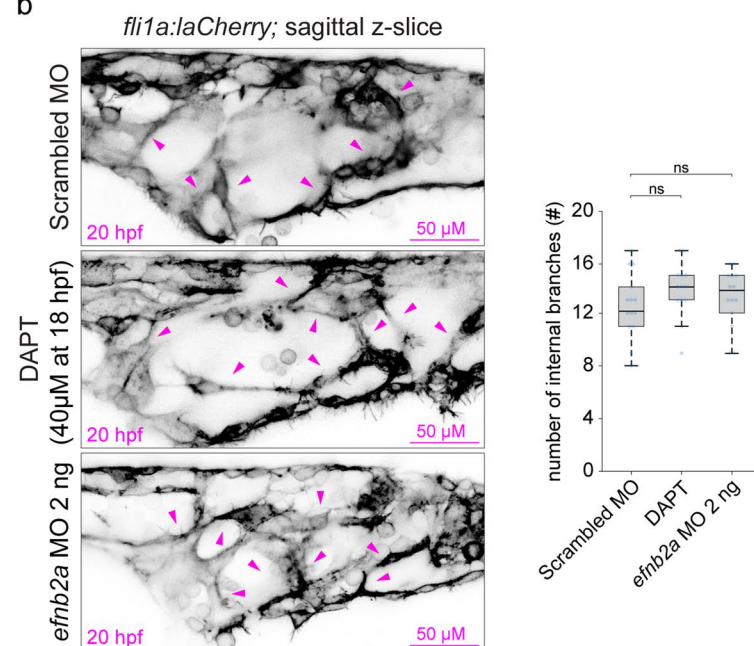 b
fli1a:laCherry; sagittal z-slice
Scrambled MO
20 hpf
50 µM
DAPT
(40µM at 18 hpf)
20 hpf
50 µM
efnb2a MO 2 ng
20 hpf
50 µM
ns
ns
number of internal branches (#)
20
16
12
8
4
0
Scrambled MO
DAPT
efnb2a MO 2 ng